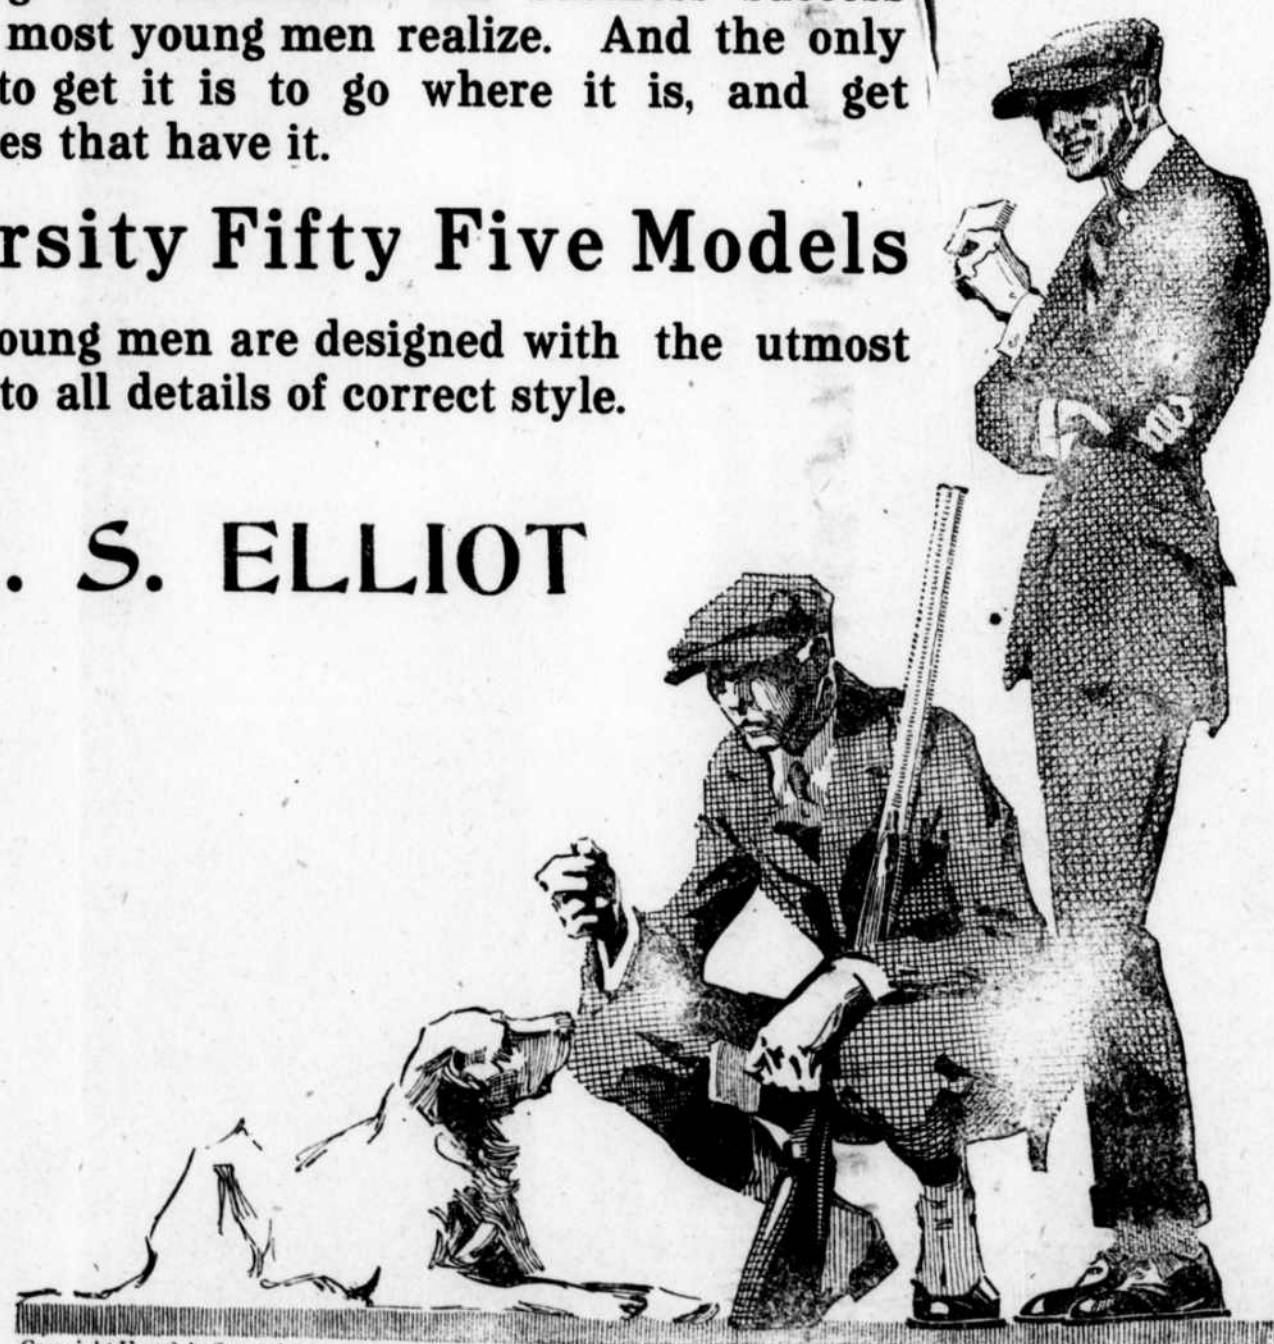 most young men realize. And the only
to get it is to go where it is, and get
es that have it.
rsity Fifty Five Models
oung men are designed with the utmost
to all details of correct style.
. S. ELLIOT